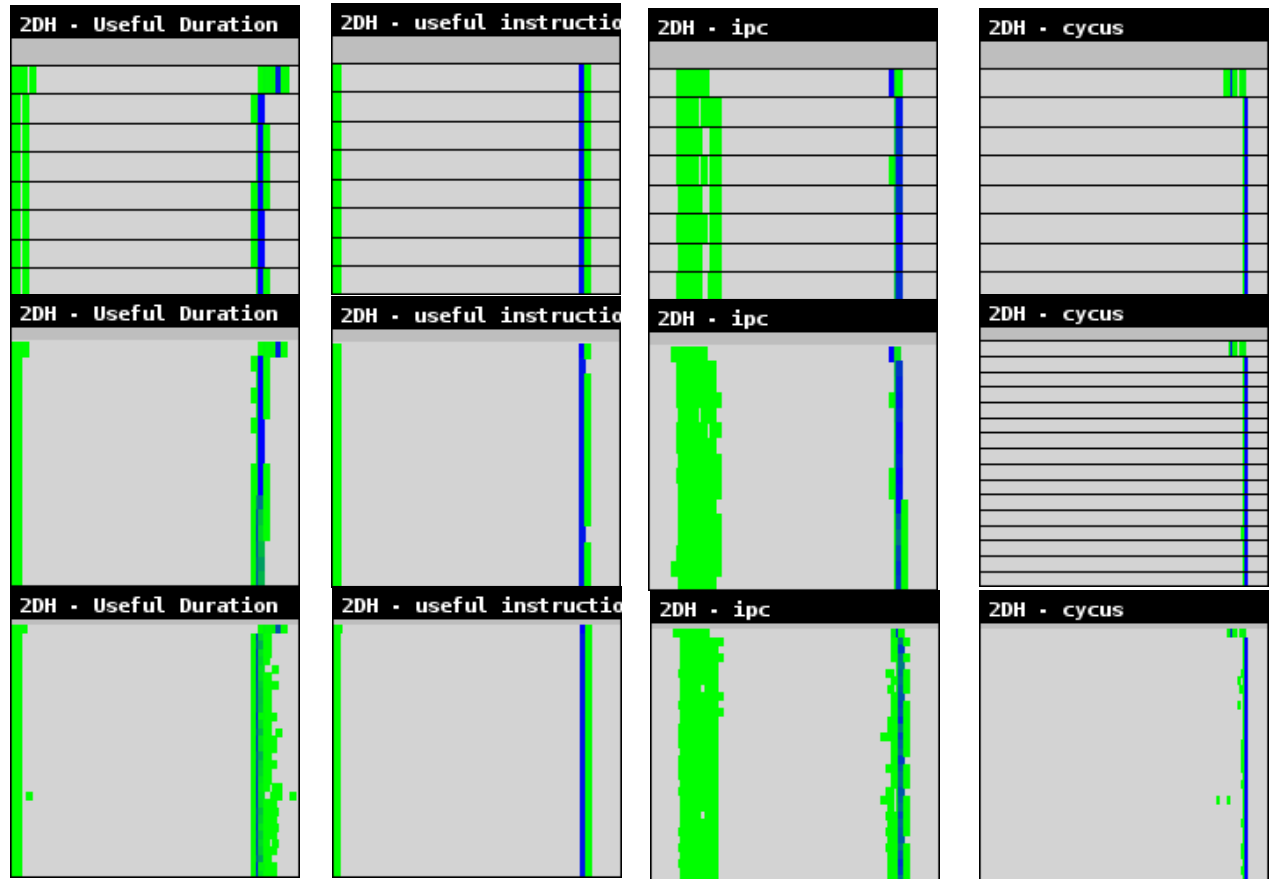 2DH - Useful Duration
2DH - useful instructio
2DH - ipc
2DH - cycus
2DH - Useful Duration
2DH - useful instructio
2DH - ipc
2DH - cycus
2DH - Useful Duration
2DH - useful instructio
2DH - ipc
2DH - cycus